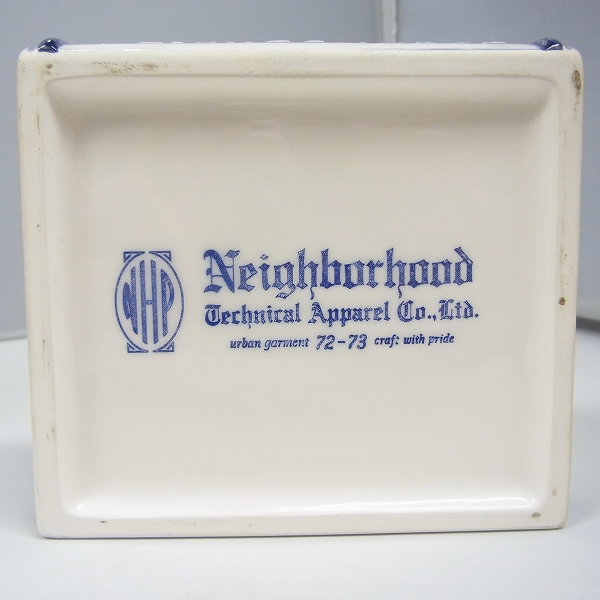 NHP
Neighborhood
Technical Apparel Co.,Ltd.
urban garment 72-73 craft with pride